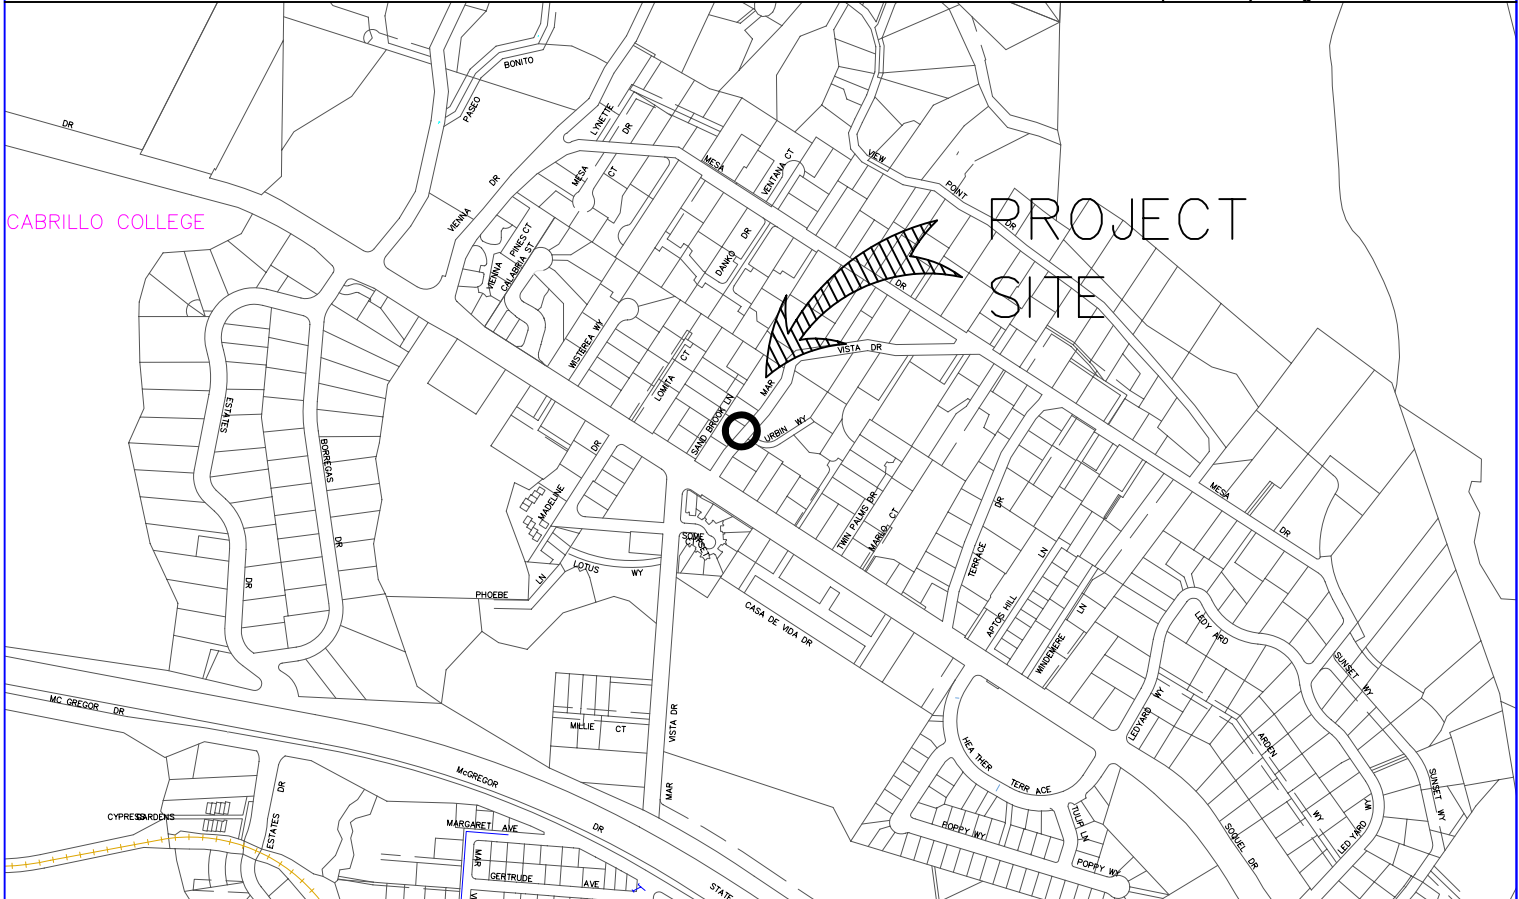 BONITO
PASEO
DR
LYNETTE
DR
MESA
VENTANA CT
VIEW
POINT
DR
MESA
CT
DR
VIENNA
CABRILLO COLLEGE
PROJECT
SITE
PINES CT
CALABRIA ST
VIENNA
DANKO
DR
DR
WISTEREA WY
LOMITA CT
VISTA DR
MAR
SAND BROOK LN
URBIN WY
ESTATES
BORREGAS
DR
MADELINE
TWIN PALMS DR
MARLO CT
DR
TERRACE
MESA
DR
DR
DR
LOTUS WY
LN
PHOEBE
CASA DE VIDA DR
LN
APTOS HILL
LN
WINDEMERE
LEDY ARD
SUNSET WY
MC GREGOR DR
MILLIE CT
VISTA DR
MAR
LEDYARD WY
ARDEN
WY
HEA THER
TERR ACE
McGREGOR
DR
SUNSET WY
WY
LED YARD
DR
ESTATES
CYPRESS GARDENS
MARGARET AVE
MAR
GERTRUDE AVE
STATE
POPPY WY
TULIP LN
POPPY WY
SOQUEL DR